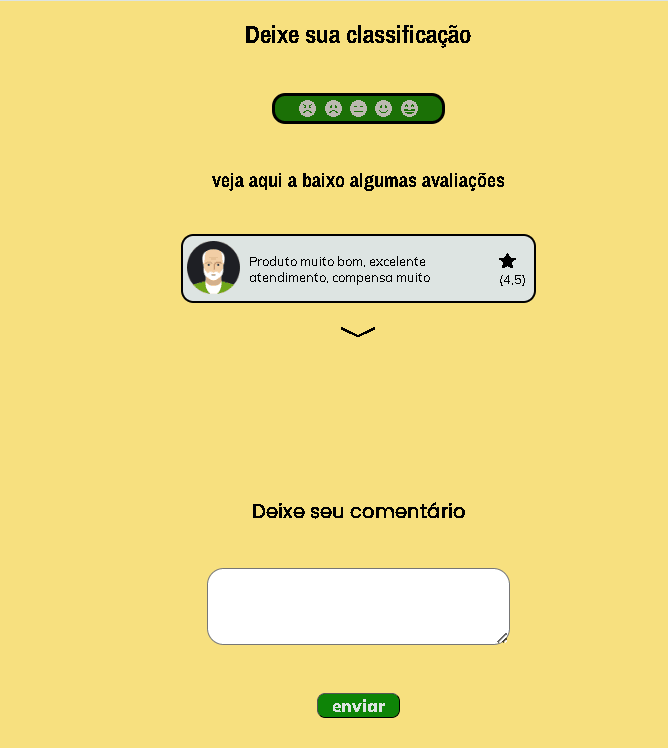 Deixe sua classificação
veja aqui a baixo algumas avaliações
Produto muito bom, excelente
atendimento, compensa muito
(4,5)
Deixe seu comentário
enviar